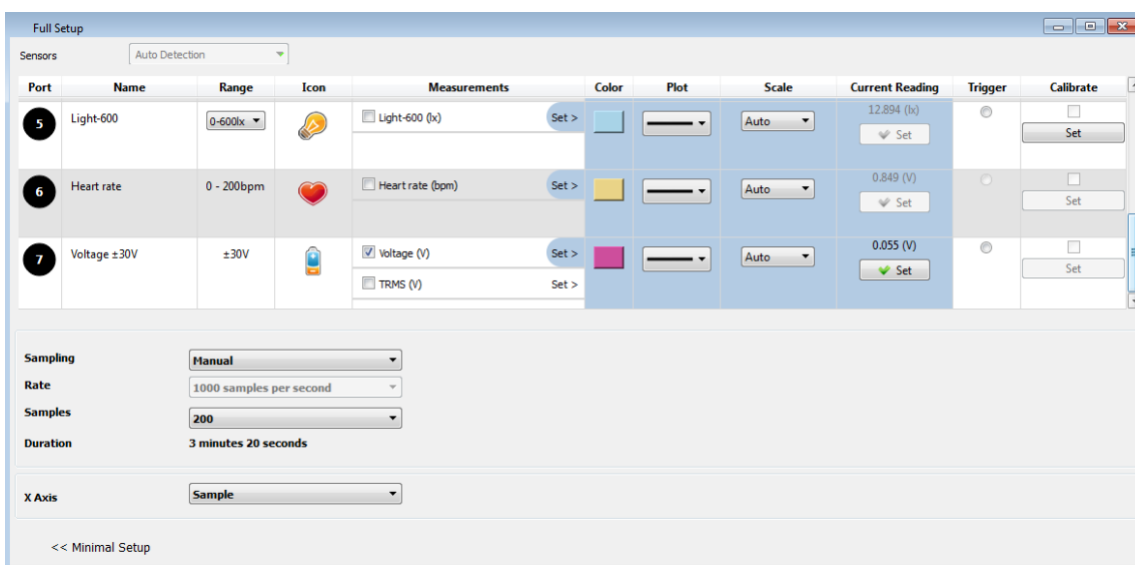 Full Setup
Sensors Auto Detection
Port Name Range Icon Measurements Color Plot Scale Current Reading Trigger Calibrate
5 Light-600 0-600lx Light-600 (lx) Set > Auto 12.894 (lx)
Set Set
6 Heart rate 0 - 200bpm Heart rate (bpm) Set > Auto 0.849 (V)
Set Set
7 Voltage ±30V ±30V Voltage (V) Set > Auto 0.055 (V)
Set Set
TRMS (V) Set >
Sampling Manual
Rate 1000 samples per second
Samples 200
Duration 3 minutes 20 seconds
X Axis Sample
<< Minimal Setup